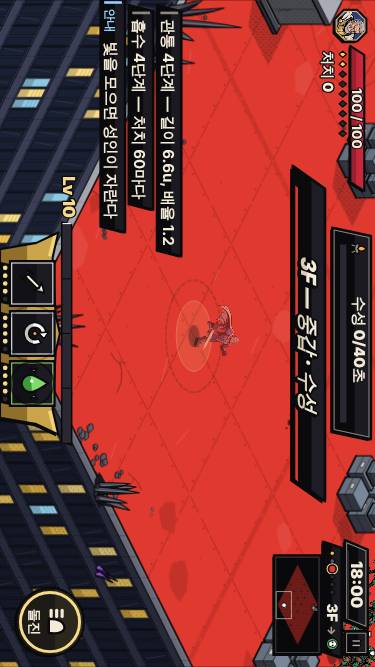 100 / 100
처치 0
관통 4단계 — 길이 6.6u, 배율 1.2
흡수 4단계 — 처치 60마다
안내 빛을 모으면 성인이 자란다
수성 0/40초
3F — 중간 · 수성
18:00
3F →
Lv10
돌진